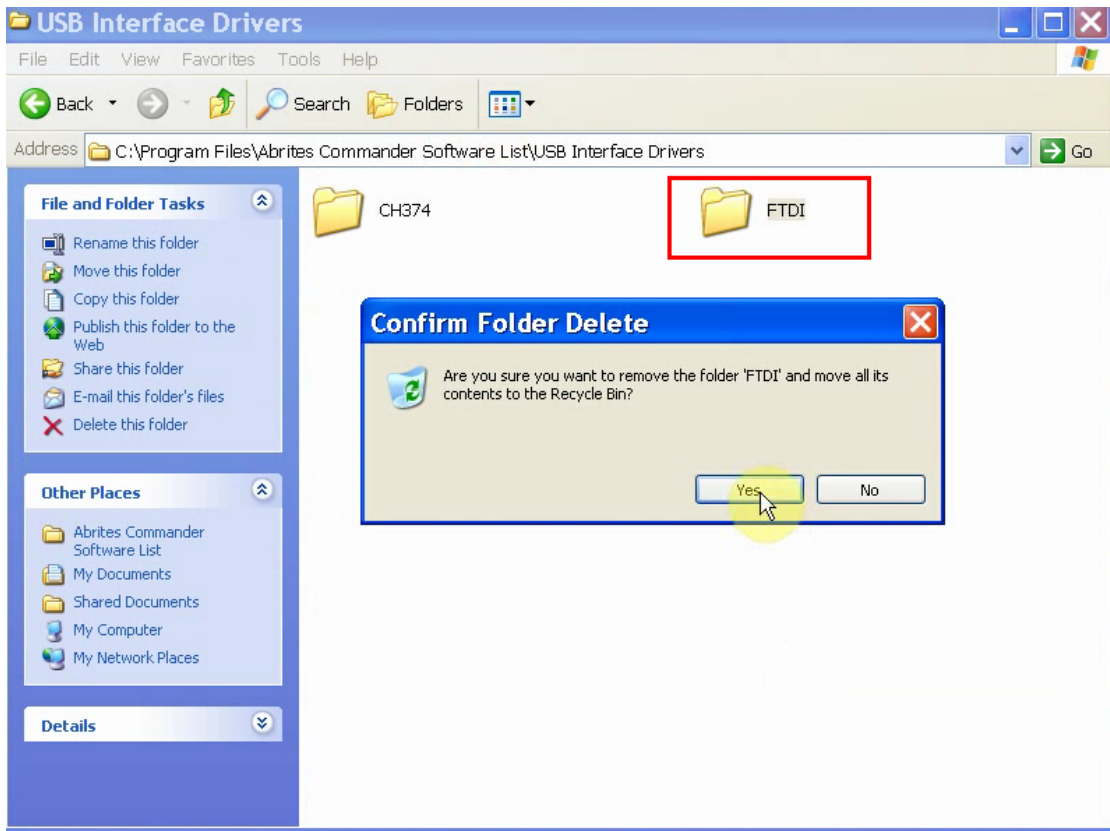 USB Interface Drivers
File Edit View Favorites Tools Help
Back Search Folders
Address C:\Program Files\Abrites Commander Software List\USB Interface Drivers Go
File and Folder Tasks
Rename this folder
Move this folder
Copy this folder
Publish this folder to the
Web
Share this folder
E-mail this folder's files
Delete this folder
Other Places
Abrites Commander
Software List
My Documents
Shared Documents
My Computer
My Network Places
Details
CH374
FTDI
Confirm Folder Delete
Are you sure you want to remove the folder 'FTDI' and move all its
contents to the Recycle Bin?
Yes No